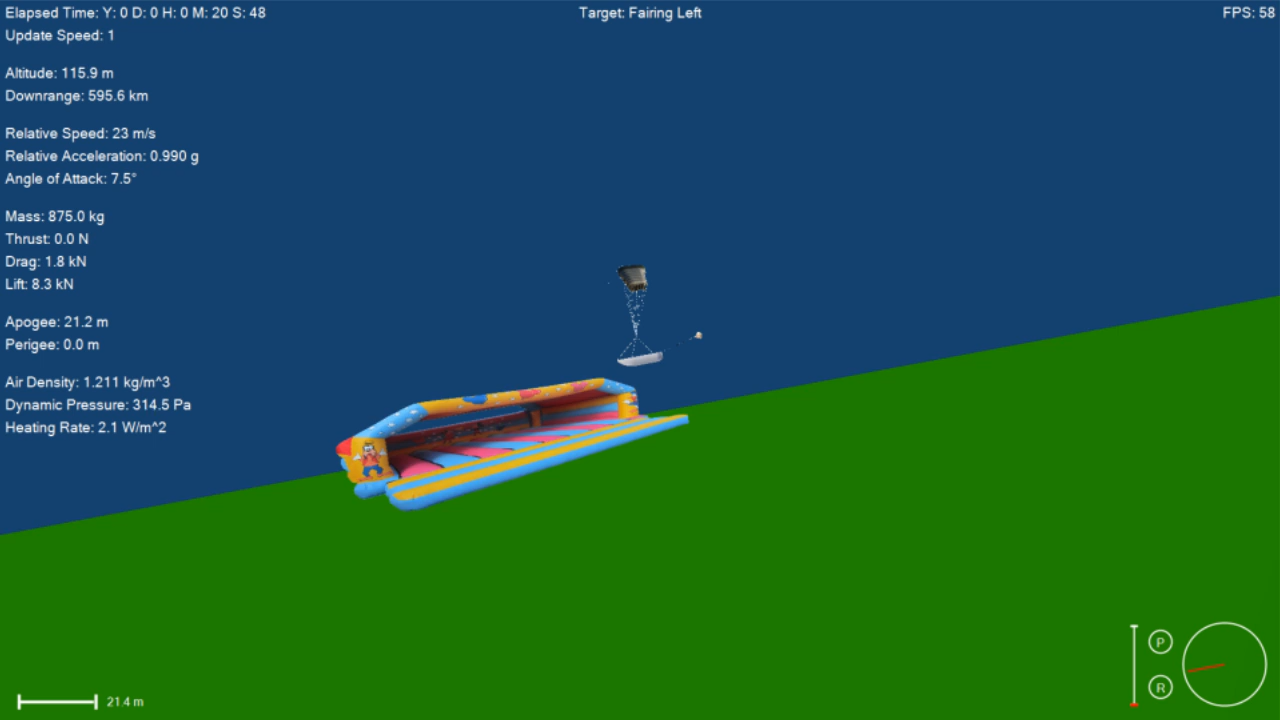 Elapsed Time: Y: 0 D: 0 H: 0 M: 20 S: 48
Target: Fairing Left
FPS: 58
Update Speed: 1
Altitude: 115.9 m
Downrange: 595.6 km
Relative Speed: 23 m/s
Relative Acceleration: 0.990 g
Angle of Attack: 7.5°
Mass: 875.0 kg
Thrust: 0.0 N
Drag: 1.8 kN
Lift: 8.3 kN
Apogee: 21.2 m
Perigee: 0.0 m
Air Density: 1.211 kg/m^3
Dynamic Pressure: 314.5 Pa
Heating Rate: 2.1 W/m^2
P
R
21.4 m